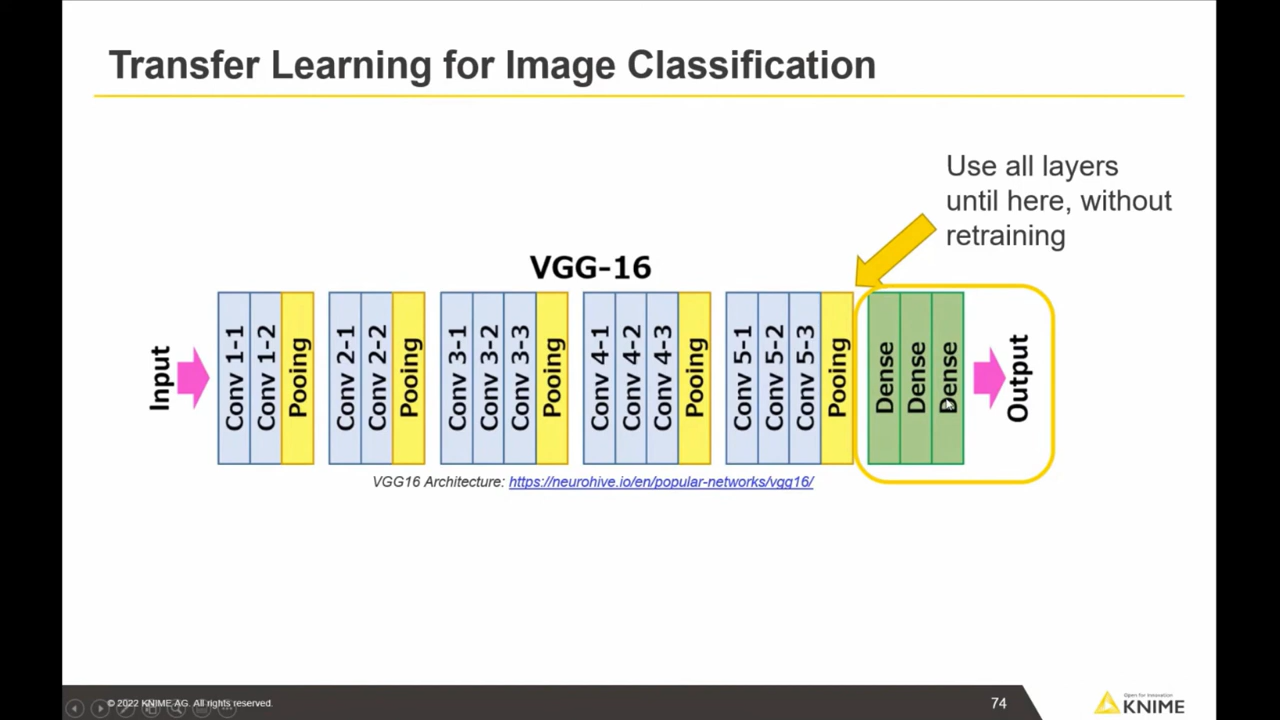 Transfer Learning for Image Classification
Use all layers
until here, without
retraining
VGG-16
Input
Conv 1-1
Conv 1-2
Pooing
Conv 2-1
Conv 2-2
Pooing
Conv 3-1
Conv 3-2
Conv 3-3
Pooing
Conv 4-1
Conv 4-2
Conv 4-3
Pooing
Conv 5-1
Conv 5-2
Conv 5-3
Pooing
Dense
Dense
Dense
Output
VGG16 Architecture: https://neurohive.io/en/popular-networks/vgg16/
© 2022 KNIME AG. All rights reserved.
74
Open for Innovation
KNIME